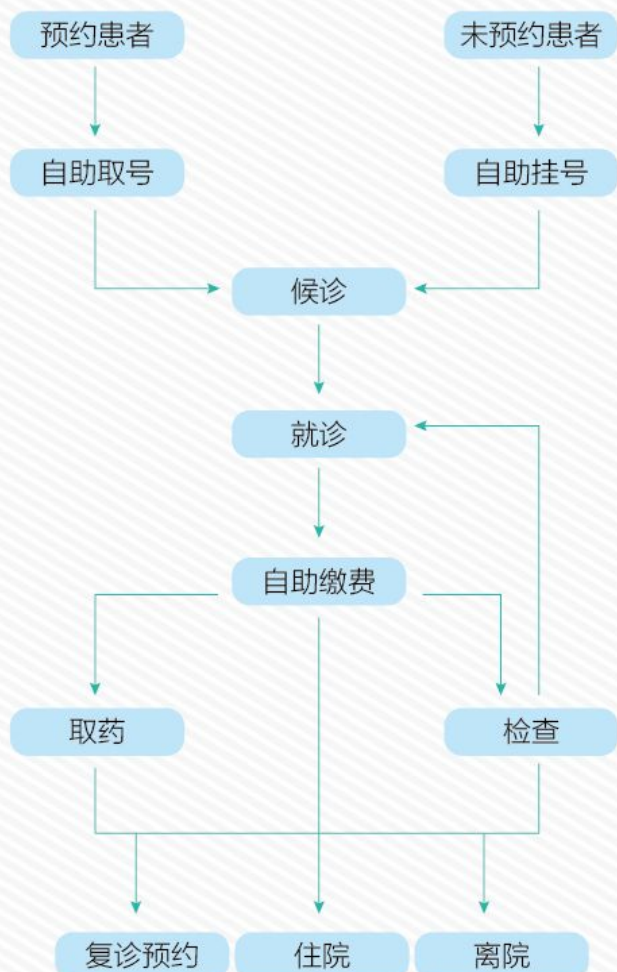 预约患者
未预约患者
自助取号
自助挂号
候诊
就诊
自助缴费
取药
检查
复诊预约
住院
离院